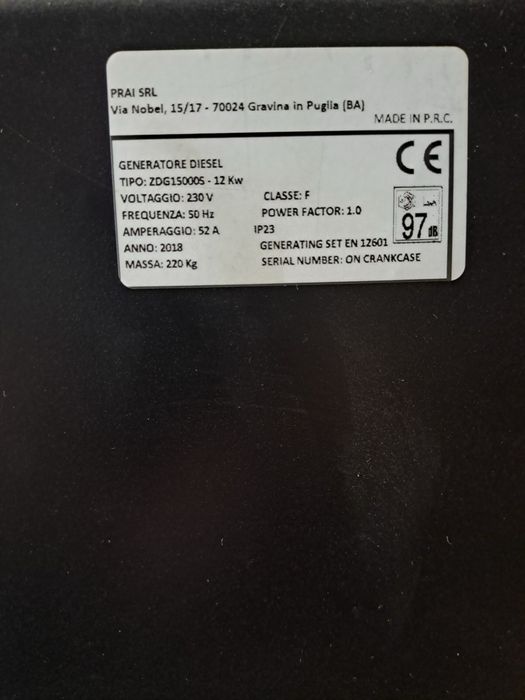 PRAI SRL
Via Nobel, 15/17 - 70024 Gravina in Puglia (BA)
MADE IN P.R.C.
CE
GENERATORE DIESEL
TIPO: ZDG15000S - 12 Kw
VOLTAGGIO: 230 V CLASSE: F
FREQUENZA: 50 Hz POWER FACTOR: 1.0
AMPERAGGIO: 52 A IP23
ANNO: 2018 GENERATING SET EN 12601
MASSA: 220 Kg SERIAL NUMBER: ON CRANKCASE
97 dB